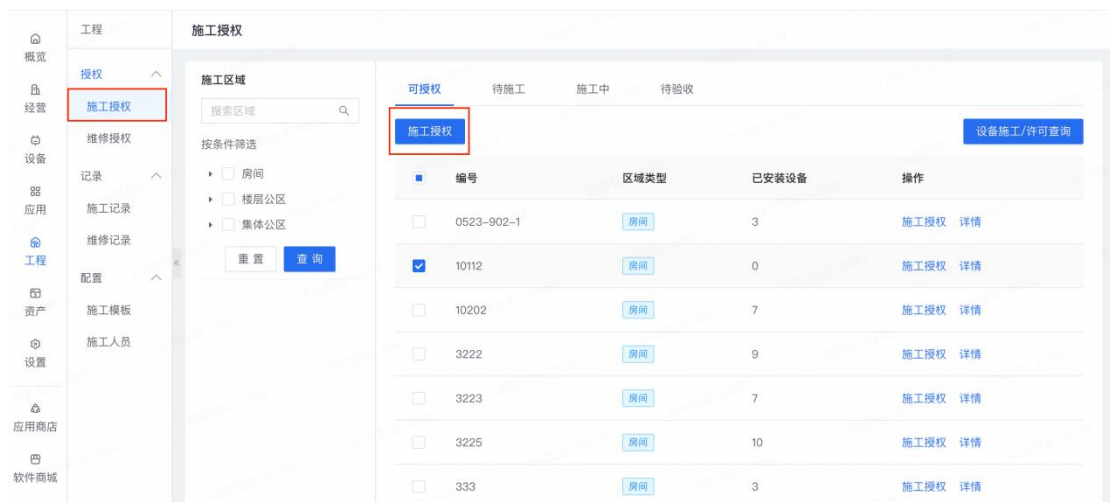 概览
经营
设备
应用
工程
资产
设置
应用商店
软件商城
工程
授权
施工授权
维修授权
记录
施工记录
维修记录
配置
施工模板
施工人员
施工授权
施工区域
搜索区域
按条件筛选
房间
楼层公区
集体公区
重置 查询
可授权 待施工 施工中 待验收
施工授权 设备施工/许可查询
编号 区域类型 已安装设备 操作
0523-902-1 房间 3 施工授权 详情
10112 房间 0 施工授权 详情
10202 房间 7 施工授权 详情
3222 房间 9 施工授权 详情
3223 房间 7 施工授权 详情
3225 房间 10 施工授权 详情
333 房间 3 施工授权 详情